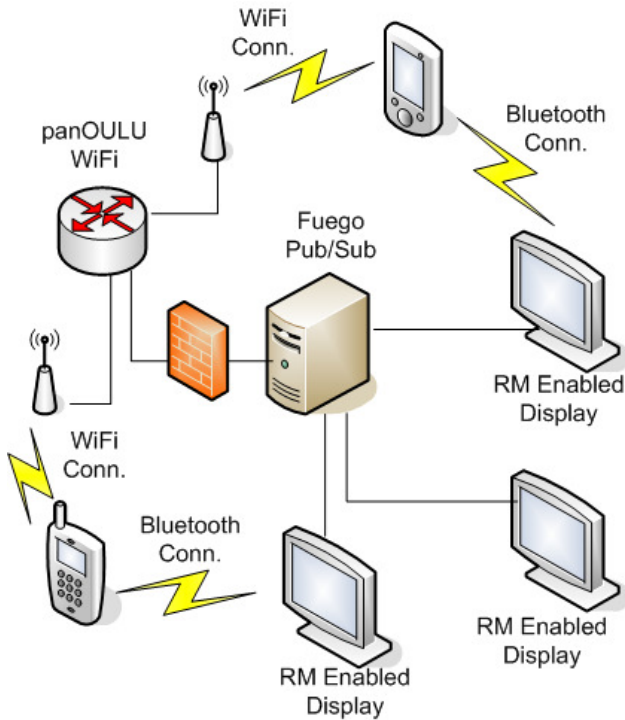 WiFi
Conn.
panOULU
WiFi
Bluetooth
Conn.
Fuego
Pub/Sub
RM Enabled
Display
WiFi
Conn.
Bluetooth
Conn.
RM Enabled
Display
RM Enabled
Display